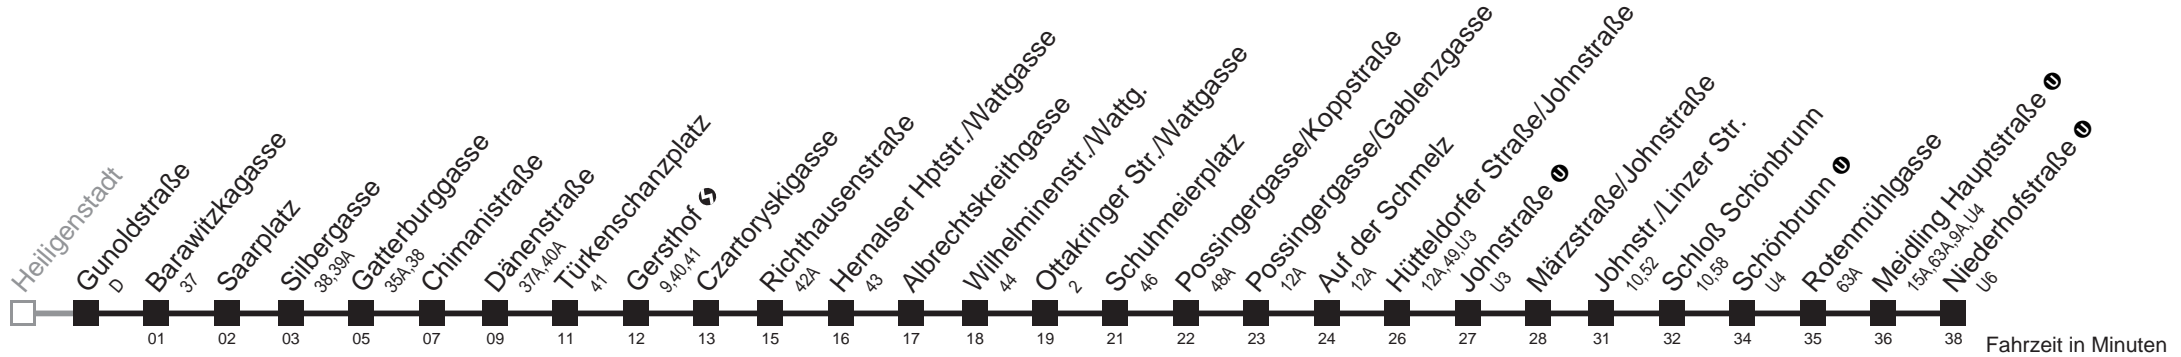 Heiligenstadt
Gunoldstraße
D
Barawitzkagasse
37
Saarplatz
Silbergasse
38,39A
Gatterburggasse
35A,38
Chimanistraße
Dänenstraße
37A,40A
Türkenschanzplatz
41
Gersthof
9,40,41
Czartoryskigasse
Richthausenstraße
42A
Hernalser Hptstr./Wattgasse
43
Albrechtskreithgasse
Wilhelminenstr./Wattg.
44
Ottakringer Str./Wattgasse
2
Schuhmeierplatz
46
Possingergasse/Koppstraße
48A
Possingergasse/Gablenzgasse
12A
Auf der Schmelz
12A
Hütteldorfer Straße/Johnstraße
12A,49,U3
Johnstraße U
U3
Märzstraße/Johnstraße
Johnstr./Linzer Str.
10,52
Schloß Schönbrunn
10,58
Schönbrunn U
U4
Rotenmühlgasse
63A
Meidling Hauptstraße U
15A,63A,9A,U4
Niederhofstraße U
U6
01 02 03 05 07 09 11 12 13 15 16 17 18 19 21 22 23 24 26 27 28 31 32 34 35 36 38 Fahrzeit in Minuten